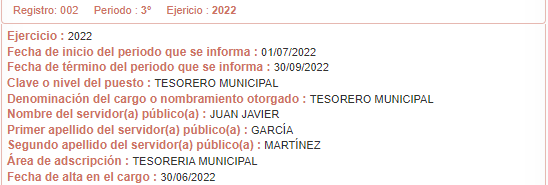 Registro: 002 Periodo : 3° Ejericio : 2022
Ejercicio : 2022
Fecha de inicio del periodo que se informa : 01/07/2022
Fecha de término del periodo que se informa : 30/09/2022
Clave o nivel del puesto : TESORERO MUNICIPAL
Denominación del cargo o nombramiento otorgado : TESORERO MUNICIPAL
Nombre del servidor(a) público(a) : JUAN JAVIER
Primer apellido del servidor(a) público(a) : GARCÍA
Segundo apellido del servidor(a) público(a) : MARTÍNEZ
Área de adscripción : TESORERIA MUNICIPAL
Fecha de alta en el cargo : 30/06/2022